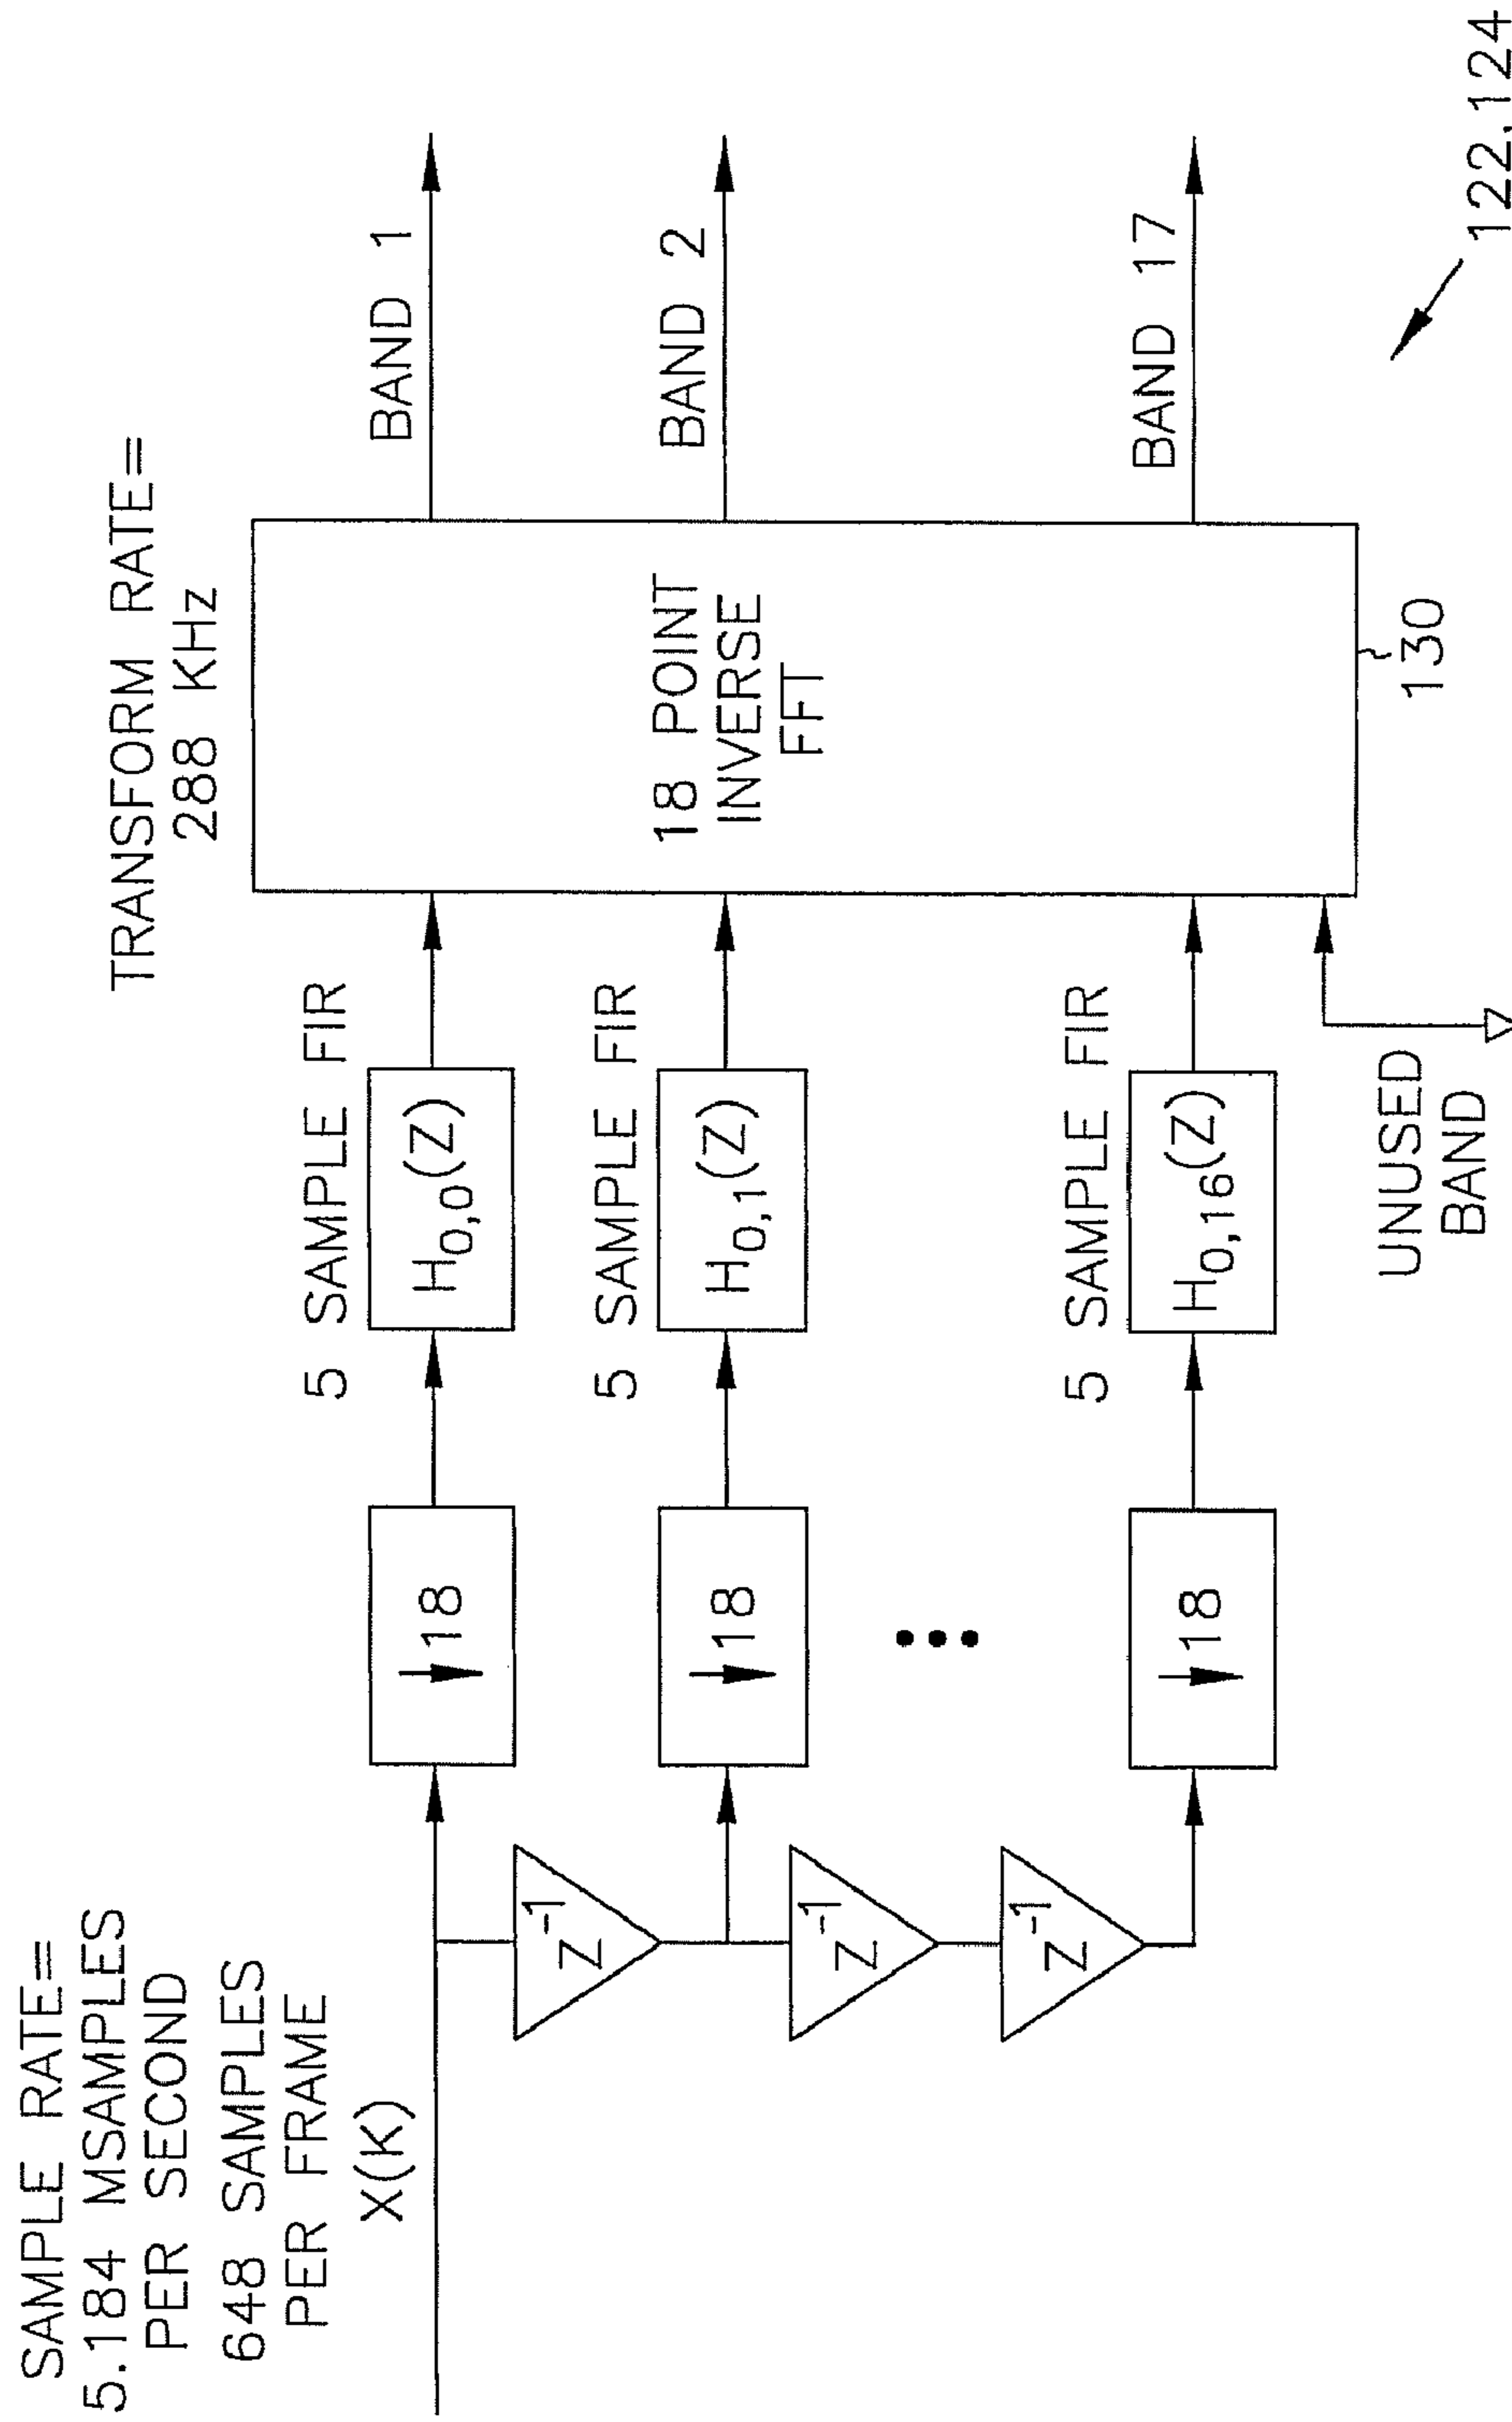 SAMPLE RATE=
5.184 MSAMPLES
PER SECOND
648 SAMPLES
PER FRAME
X(K)
Z-1
Z-1
Z-1
↓18
↓18
↓18
5 SAMPLE FIR
H0,0(Z)
5 SAMPLE FIR
H0,1(Z)
5 SAMPLE FIR
H0,16(Z)
UNUSED
BAND
TRANSFORM RATE=
288 KHz
18 POINT
INVERSE
FFT
130
BAND 1
BAND 2
BAND 17
122,124